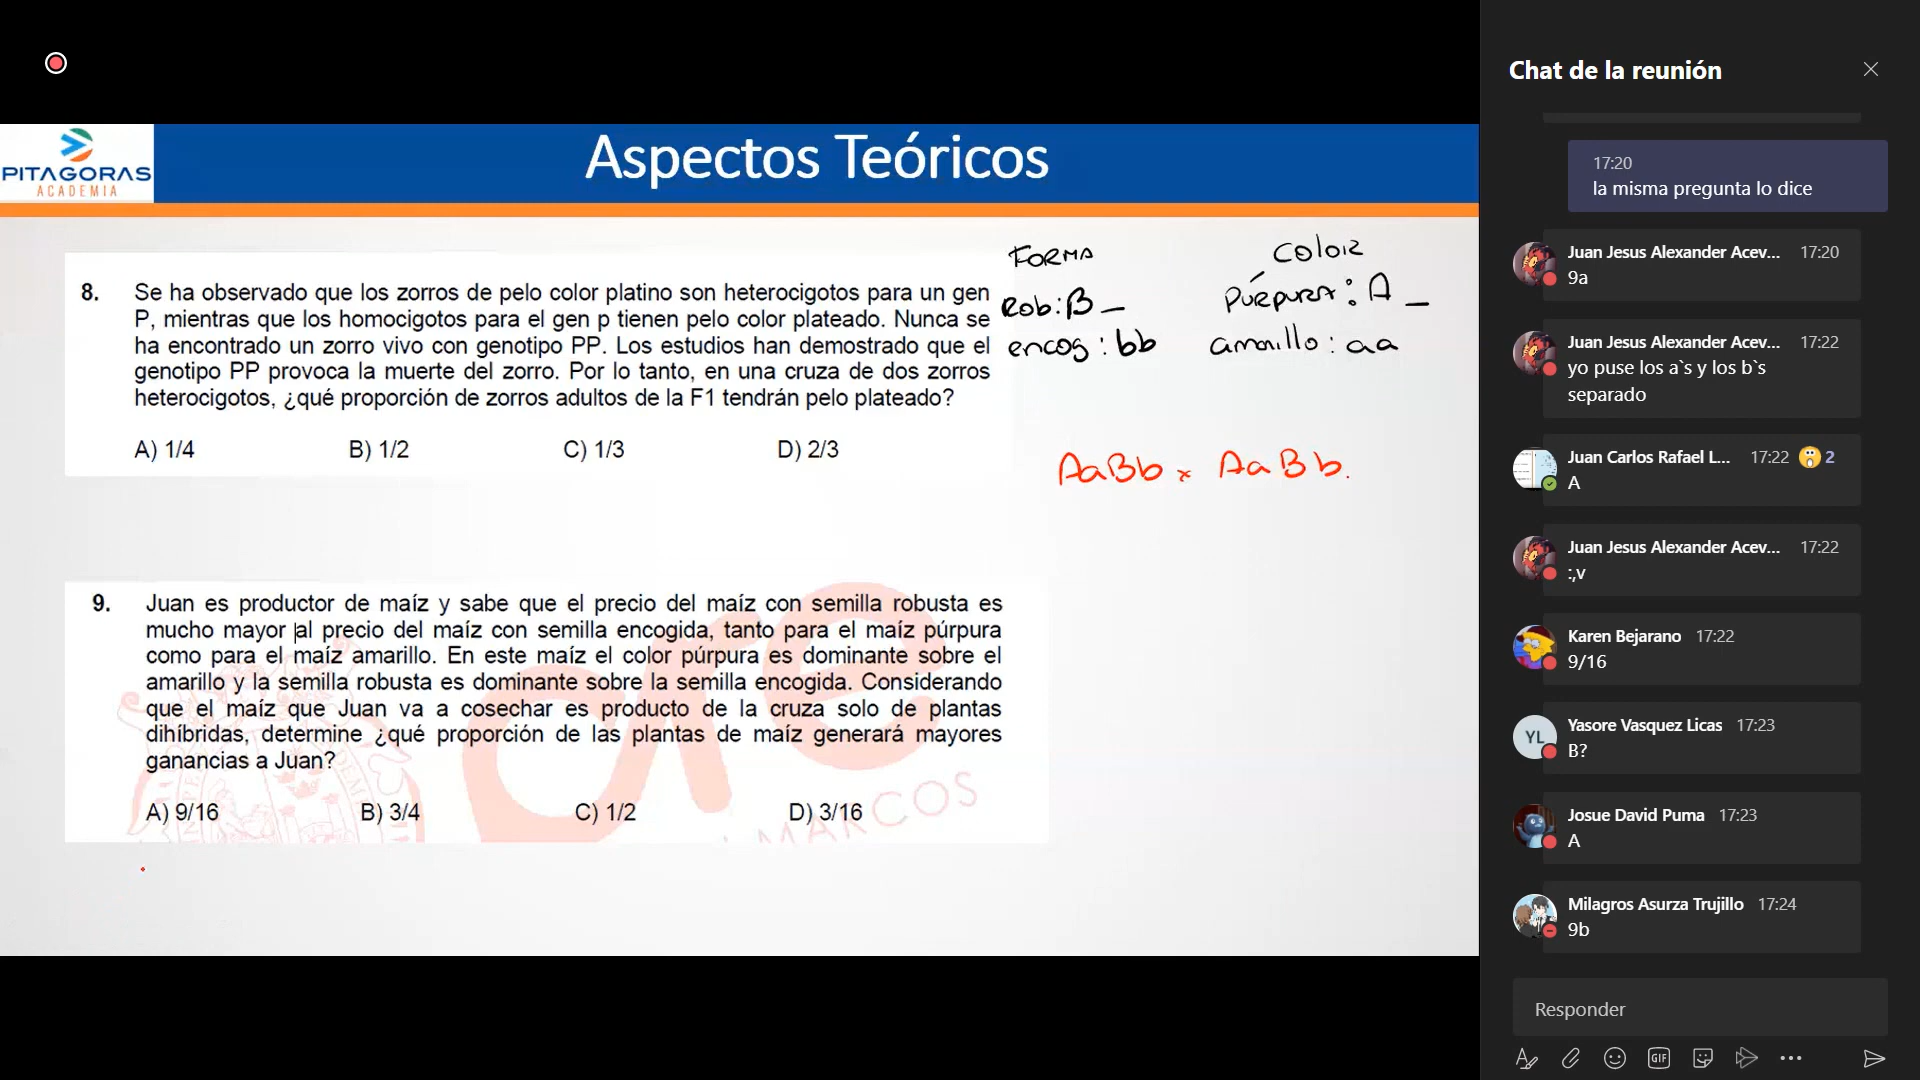 PITAGORAS
ACADEMIA
Aspectos Teóricos
8. Se ha observado que los zorros de pelo color platino son heterocigotos para un gen
P, mientras que los homocigotos para el gen p tienen pelo color plateado. Nunca se
ha encontrado un zorro vivo con genotipo PP. Los estudios han demostrado que el
genotipo PP provoca la muerte del zorro. Por lo tanto, en una cruza de dos zorros
heterocigotos, ¿qué proporción de zorros adultos de la F1 tendrán pelo plateado?
A) 1/4 B) 1/2 C) 1/3 D) 2/3
FORMA
Rob: B _
encog: bb
COLOR
PÚRPURA: A _
amarillo: aa
AaBb × AaBb.
9. Juan es productor de maíz y sabe que el precio del maíz con semilla robusta es
mucho mayor al precio del maíz con semilla encogida, tanto para el maíz púrpura
como para el maíz amarillo. En este maíz el color púrpura es dominante sobre el
amarillo y la semilla robusta es dominante sobre la semilla encogida. Considerando
que el maíz que Juan va a cosechar es producto de la cruza solo de plantas
dihíbridas, determine ¿qué proporción de las plantas de maíz generará mayores
ganancias a Juan?
A) 9/16 B) 3/4 C) 1/2 D) 3/16
cre
MARCOS
Chat de la reunión
17:20
la misma pregunta lo dice
Juan Jesus Alexander Acev... 17:20
9a
Juan Jesus Alexander Acev... 17:22
yo puse los a`s y los b`s
separado
Juan Carlos Rafael L... 17:22 2
A
Juan Jesus Alexander Acev... 17:22
:,v
Karen Bejarano 17:22
9/16
YL
Yasore Vasquez Licas 17:23
B?
Josue David Puma 17:23
A
Milagros Asurza Trujillo 17:24
9b
Responder
GIF